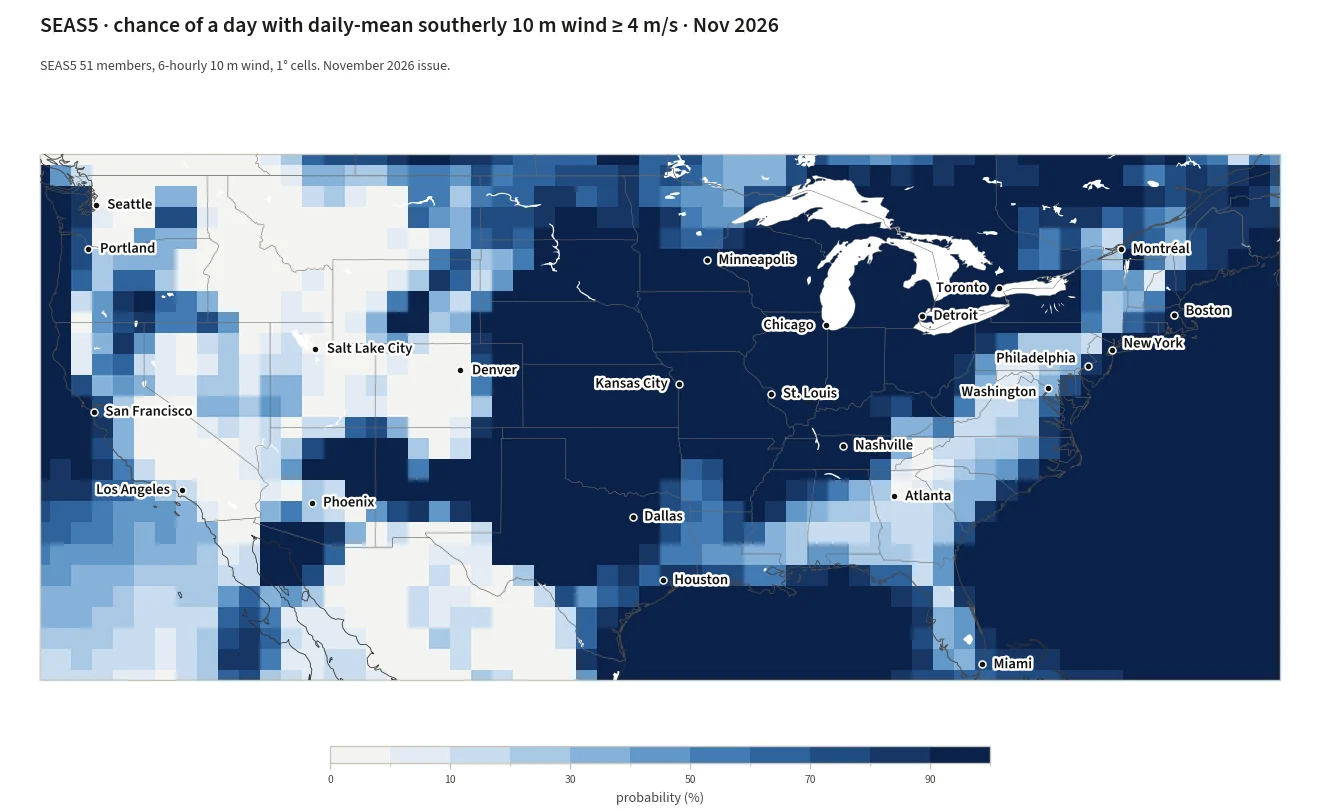 SEAS5 · chance of a day with daily-mean southerly 10 m wind ≥ 4 m/s · Nov 2026
SEAS5 51 members, 6-hourly 10 m wind, 1° cells. November 2026 issue.
Seattle
Portland
Montréal
Minneapolis
Toronto
Boston
Detroit
Chicago
New York
Salt Lake City
Philadelphia
Denver
Kansas City
St. Louis
Washington
San Francisco
Nashville
Los Angeles
Phoenix
Atlanta
Dallas
Houston
Miami
0 10 30 50 70 90
probability (%)